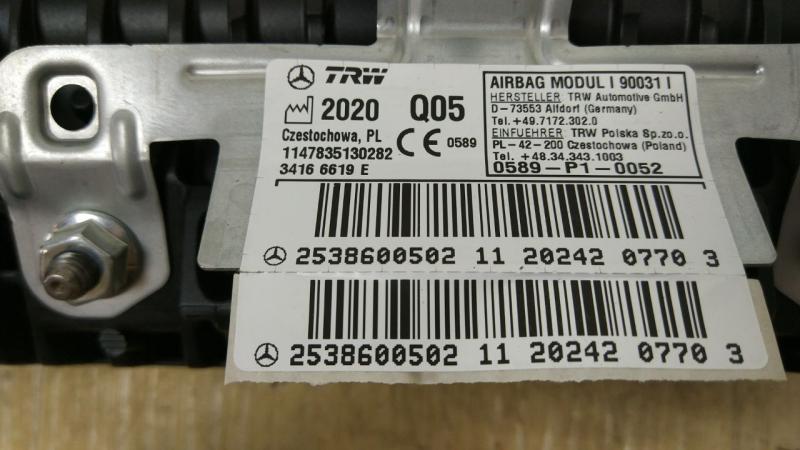 TRW
2020 Q05
Czestochowa, PL
1147835130282
3416 6619 E
0589
AIRBAG MODUL I 90031 I
HERSTELLER: TRW Automotive GmbH
D-73553 Alfdorf (Germany)
Tel. +49.7172.302.0
EINFUEHRER: TRW Polska Sp.zo.o.
PL-42-200 Czestochowa (Poland)
Tel. +48.34.343.1003
0589-P1-0052
2538600502 11 20242 0770 3
2538600502 11 20242 0770 3